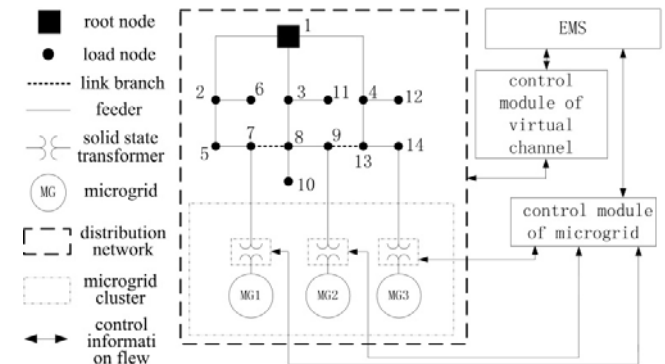 root node
load node
link branch
feeder
solid state
transformer
MG
microgrid
distribution
network
microgrid
cluster
control
informati
on flew
1
2
6
3
11
4
12
5
7
8
9
13
14
10
MG1
MG2
MG3
EMS
control
module of
virtual
channel
control module
of microgrid